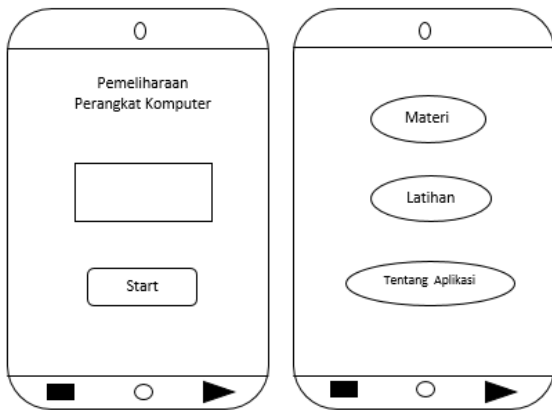 Pemeliharaan
Perangkat Komputer
Start
Materi
Latihan
Tentang Aplikasi